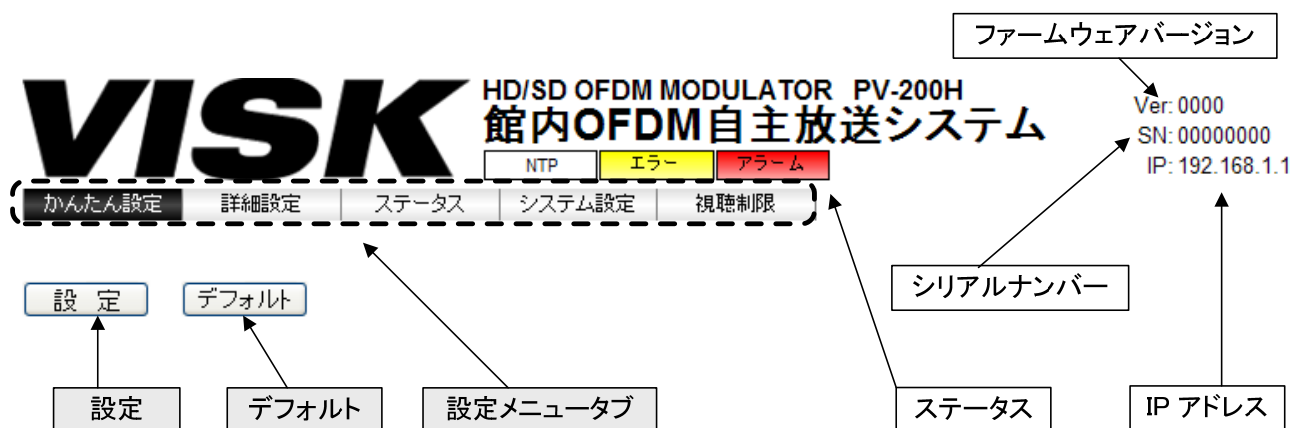 ファームウェアバージョン
VISK
HD/SD OFDM MODULATOR PV-200H
館内OFDM自主放送システム
Ver: 0000
SN: 00000000
IP: 192.168.1.1
NTP エラー アラーム
かんたん設定 詳細設定 ステータス システム設定 視聴制限
シリアルナンバー
設 定 デフォルト
設定 デフォルト 設定メニュータブ ステータス IP アドレス